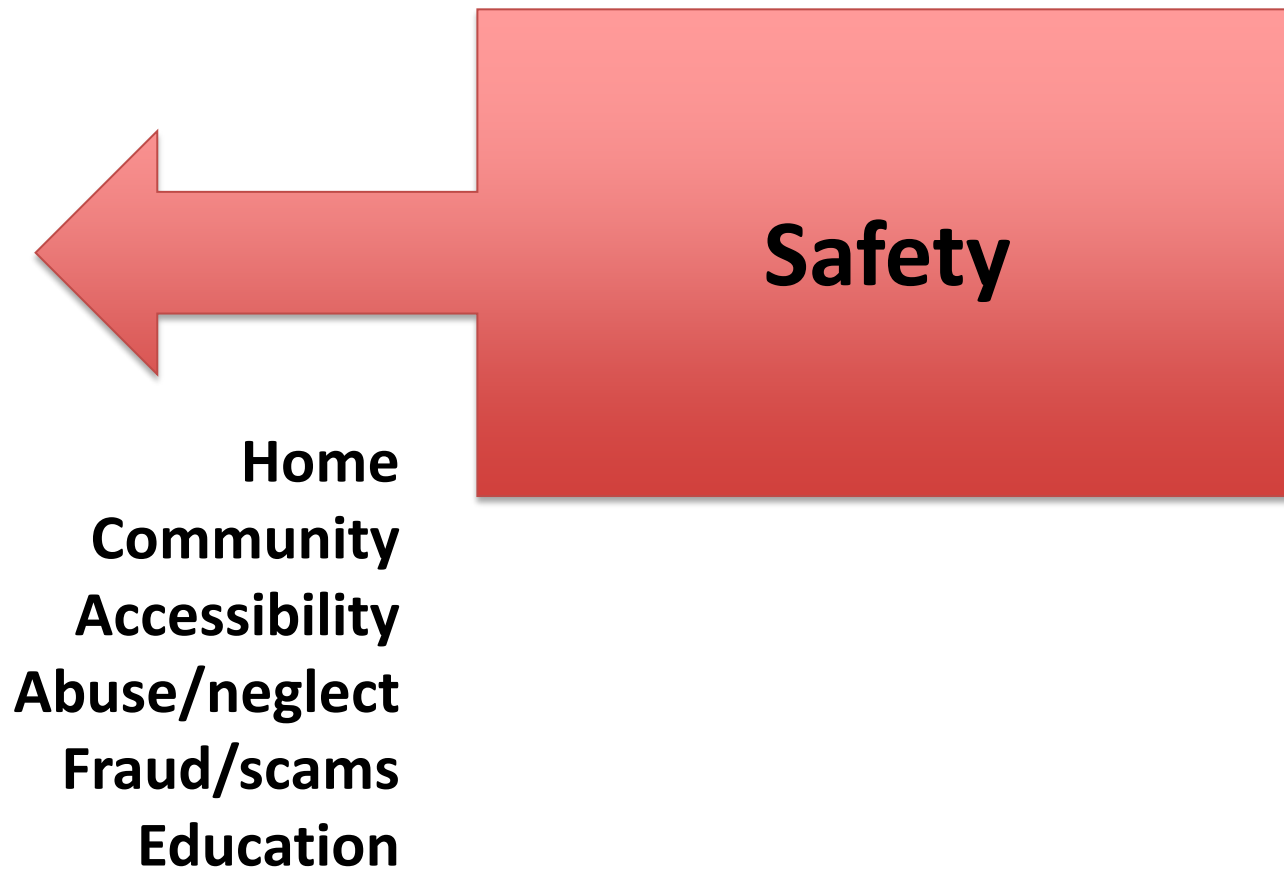 Safety
Home
Community
Accessibility
Abuse/neglect
Fraud/scams
Education